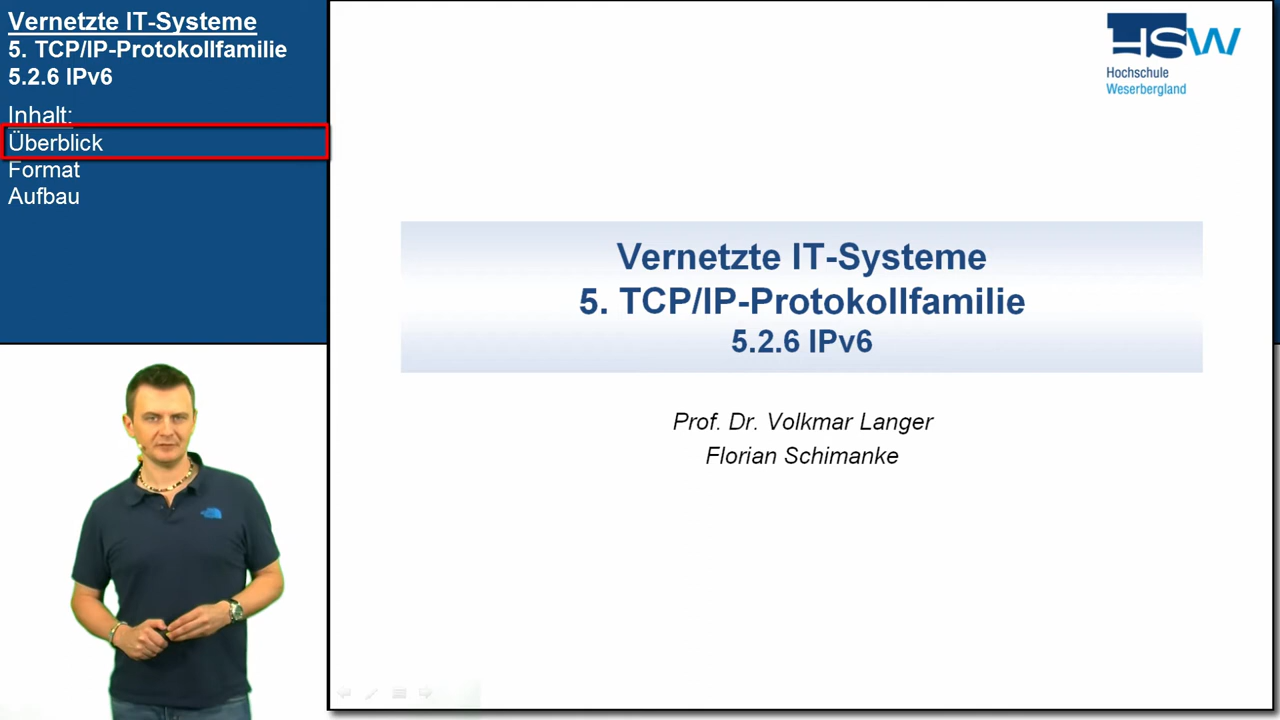 Vernetzte IT-Systeme
5. TCP/IP-Protokollfamilie
5.2.6 IPv6
Inhalt:
Überblick
Format
Aufbau
HSW
Hochschule
Weserbergland
Vernetzte IT-Systeme
5. TCP/IP-Protokollfamilie
5.2.6 IPv6
Prof. Dr. Volkmar Langer
Florian Schimanke